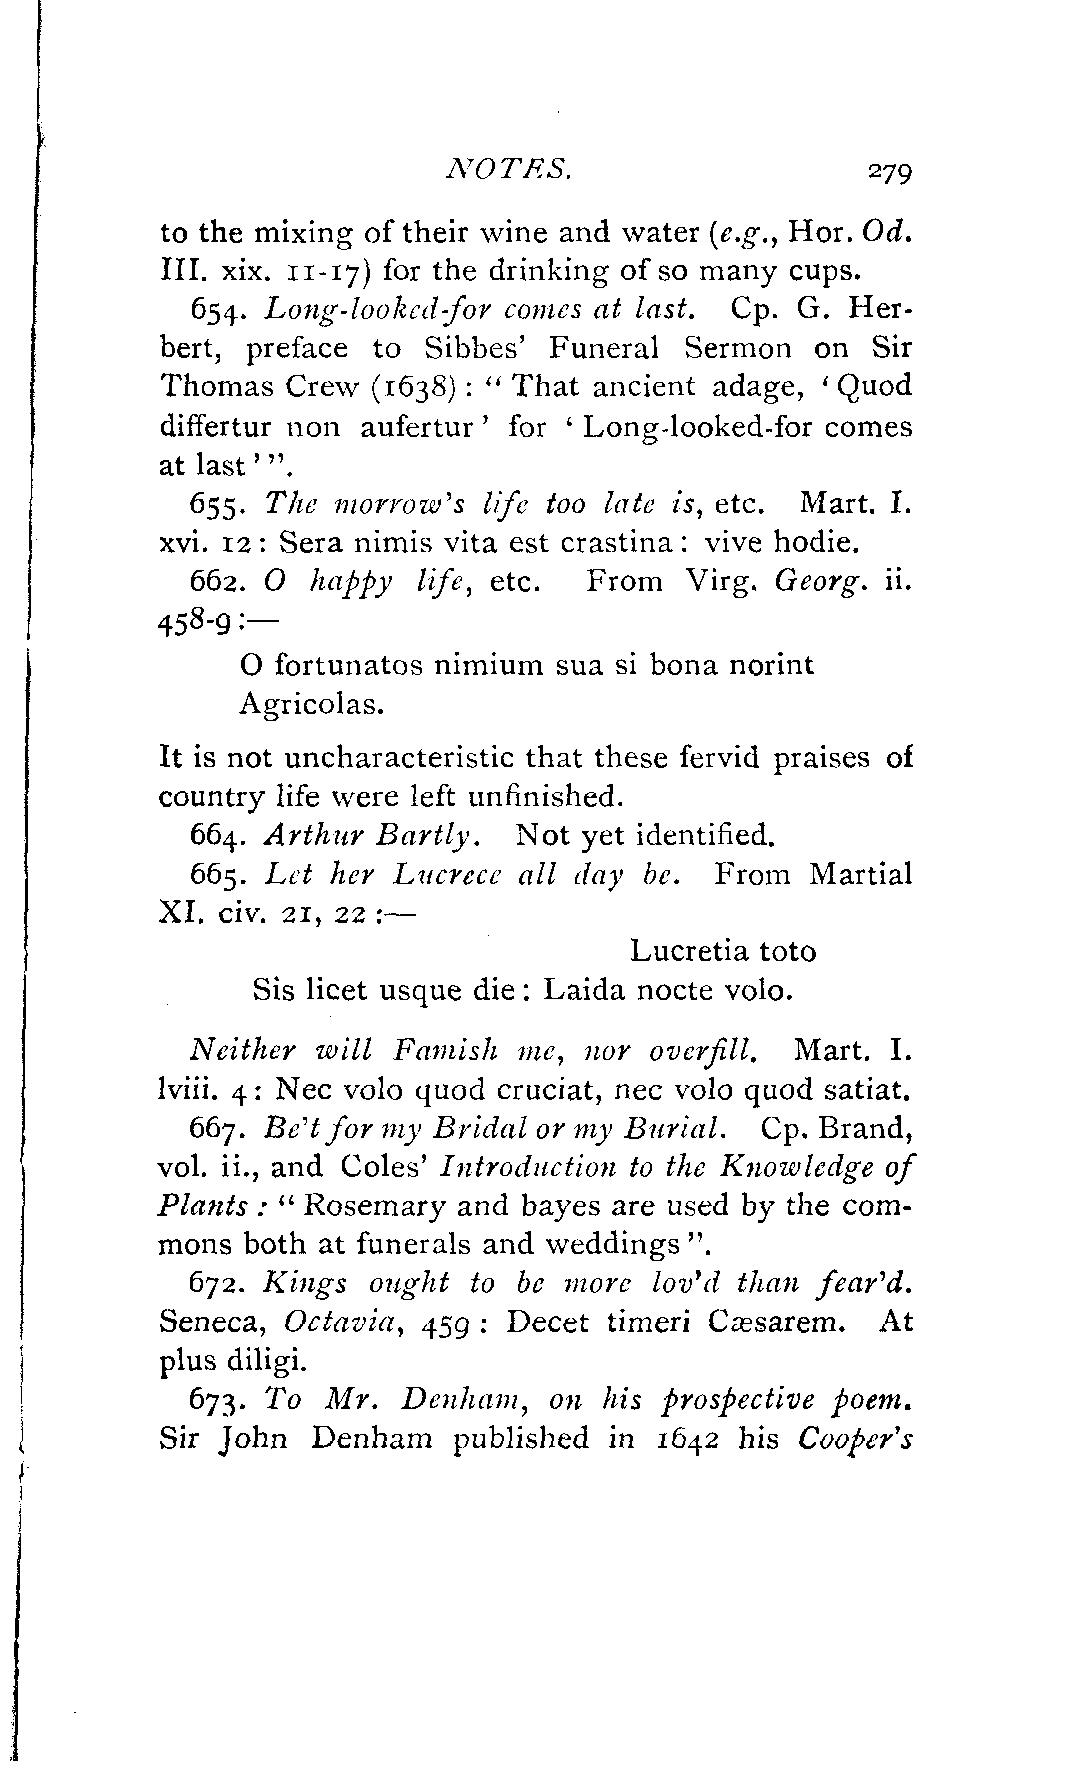 NOTES. 279
to the mixing of their wine and water (e.g., Hor. Od.
III. xix. 11-17) for the drinking of so many cups.
654. Long-looked-for comes at last. Cp. G. Her-
bert, preface to Sibbes' Funeral Sermon on Sir
Thomas Crew (1638): “ That ancient adage, ‘ Quod
differtur non aufertur ’ for ‘ Long-looked-for comes
at last ’ ”.
655. The morrow's life too late is, etc. Mart. I.
xvi. 12: Sera nimis vita est crastina: vive hodie.
662. O happy life, etc. From Virg. Georg. ii.
458-9:—
O fortunatos nimium sua si bona norint
Agricolas.
It is not uncharacteristic that these fervid praises of
country life were left unfinished.
664. Arthur Bartly. Not yet identified.
665. Let her Lucrece all day be. From Martial
XI. civ. 21, 22:—
Lucretia toto
Sis licet usque die: Laida nocte volo.
Neither will Famish me, nor overfill. Mart. I.
lviii. 4: Nec volo quod cruciat, nec volo quod satiat.
667. Be't for my Bridal or my Burial. Cp. Brand,
vol. ii., and Coles' Introduction to the Knowledge of
Plants: “ Rosemary and bayes are used by the com-
mons both at funerals and weddings ”.
672. Kings ought to be more lov'd than fear'd.
Seneca, Octavia, 459: Decet timeri Cæsarem. At
plus diligi.
673. To Mr. Denham, on his prospective poem.
Sir John Denham published in 1642 his Cooper's